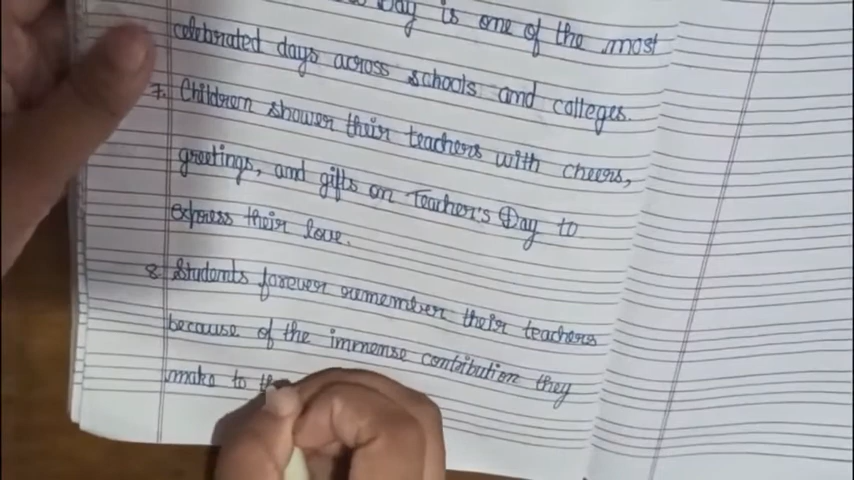 Day is one of the most
celebrated days across schools and colleges.
7. Children shower their teachers with cheers,
greetings, and gifts on Teacher's Day to
express their love.
8. Students forever remember their teachers
because of the immense contribution they
make to